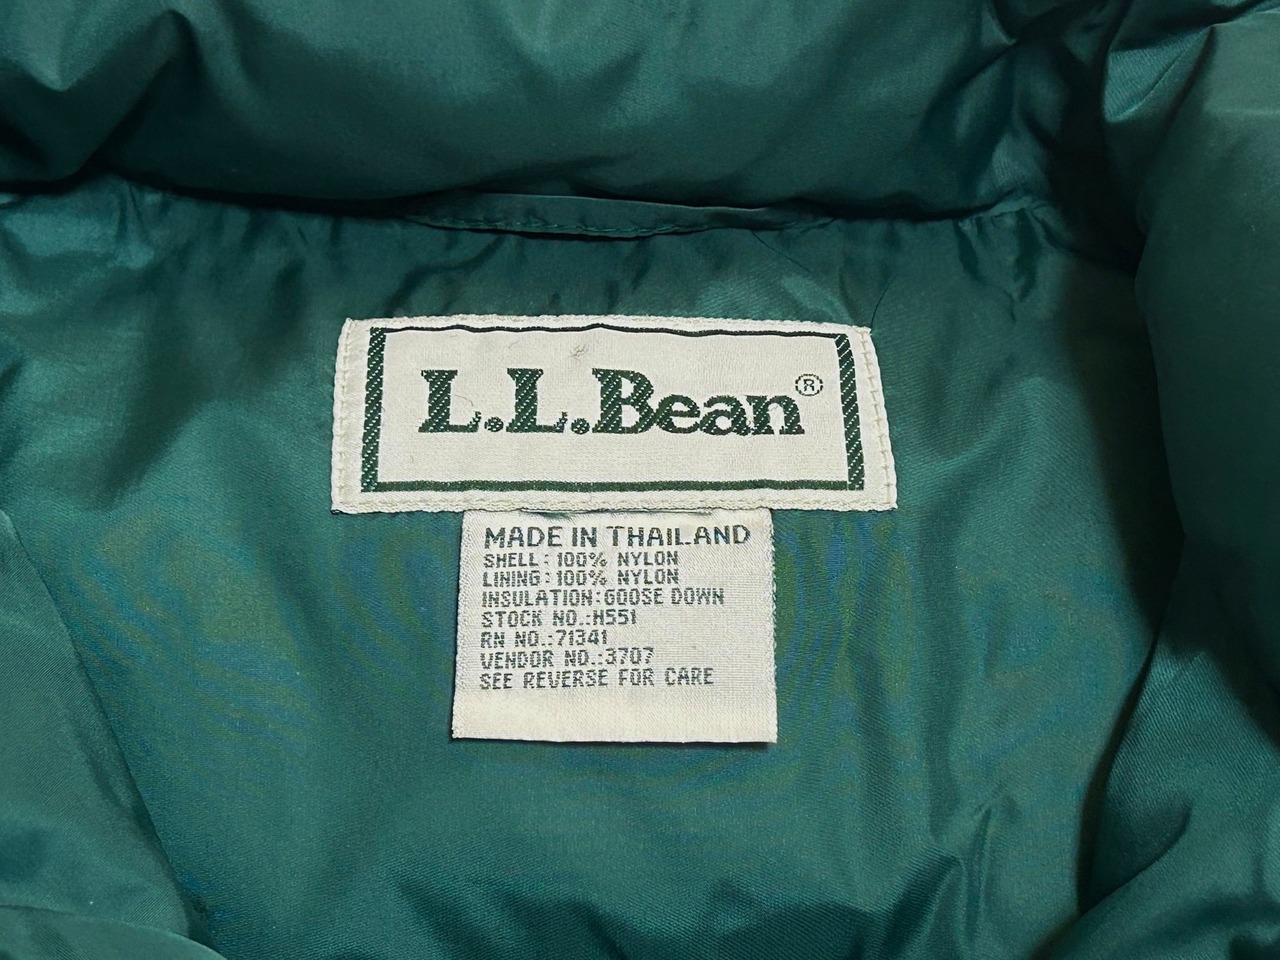 L.L.Bean®
MADE IN THAILAND
SHELL: 100% NYLON
LINING: 100% NYLON
INSULATION: GOOSE DOWN
STOCK NO.: H551
RN NO.: 71341
VENDOR NO.: 3707
SEE REVERSE FOR CARE